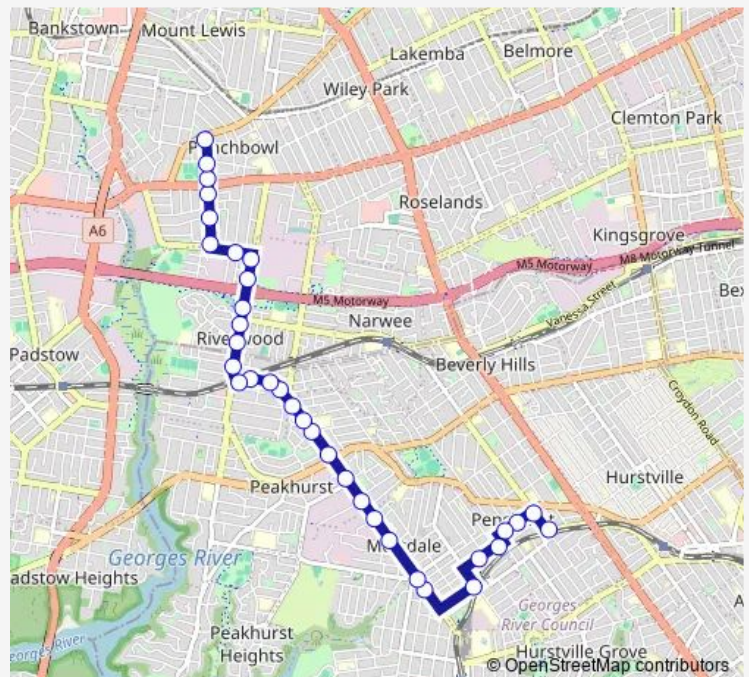 Bankstown
Mount Lewis
Lakemba
Belmore
Wiley Park
Clemton Park
Roselands
A6
Kingsgrove
M5 Motorway
M8 Motorway Tunnel
M5 Motorway
Vanessa Street
Narwee
Padstow
Beverly Hills
Croydon Road
Hurstville
Peakhurst
Georges River
adstow Heights
Georges
River Council
Peakhurst
Heights
eorges River
Hurstville Grove
© OpenStreetMap contributors